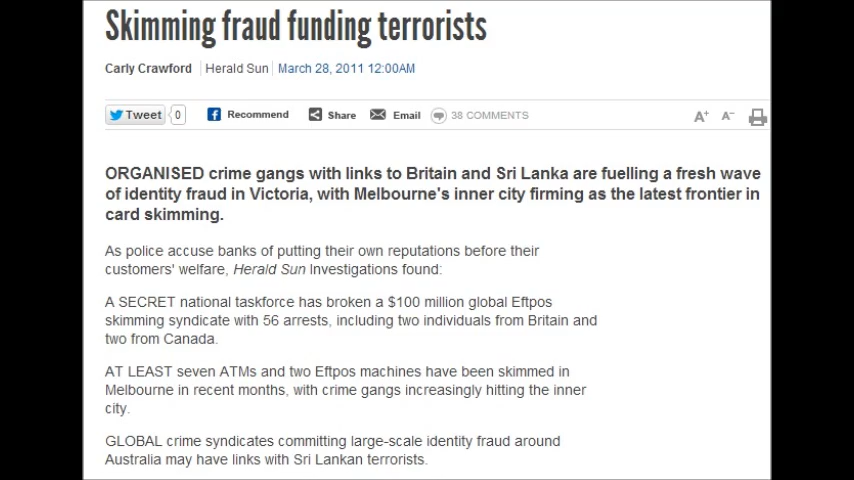 Skimming fraud funding terrorists
Carly Crawford Herald Sun March 28, 2011 12:00AM
Tweet 0 Recommend Share Email 38 COMMENTS A+ A-
ORGANISED crime gangs with links to Britain and Sri Lanka are fuelling a fresh wave
of identity fraud in Victoria, with Melbourne's inner city firming as the latest frontier in
card skimming.
As police accuse banks of putting their own reputations before their
customers' welfare, Herald Sun Investigations found:
A SECRET national taskforce has broken a $100 million global Eftpos
skimming syndicate with 56 arrests, including two individuals from Britain and
two from Canada.
AT LEAST seven ATMs and two Eftpos machines have been skimmed in
Melbourne in recent months, with crime gangs increasingly hitting the inner
city.
GLOBAL crime syndicates committing large-scale identity fraud around
Australia may have links with Sri Lankan terrorists.